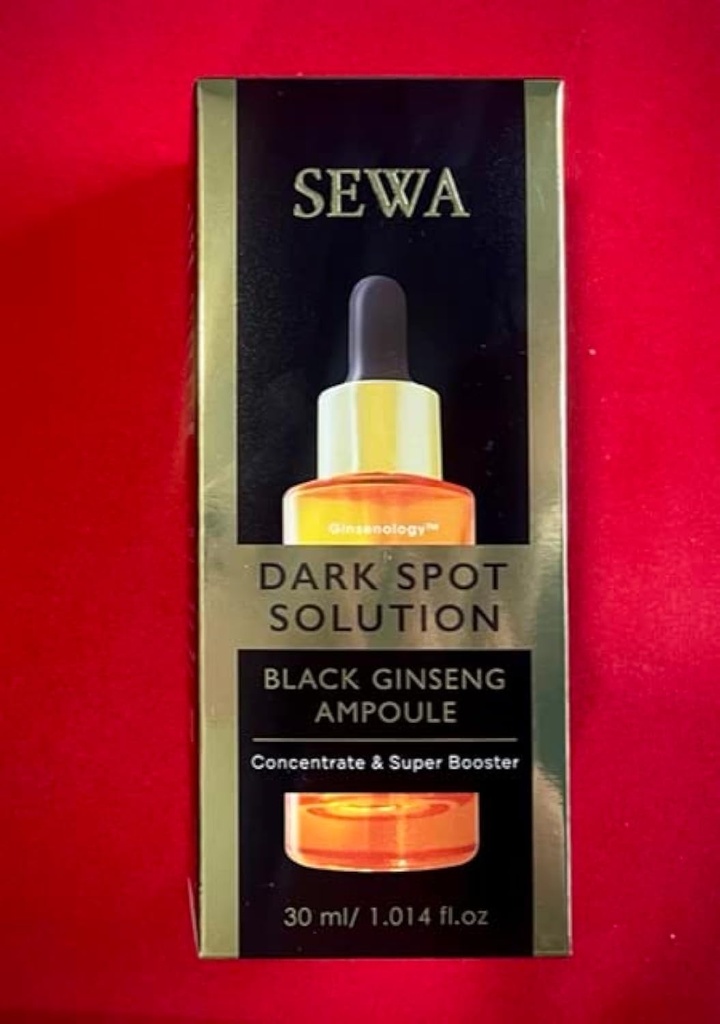 SEWA
Ginsenology™
DARK SPOT
SOLUTION
BLACK GINSENG
AMPOULE
Concentrate & Super Booster
30 ml/ 1.014 fl.oz